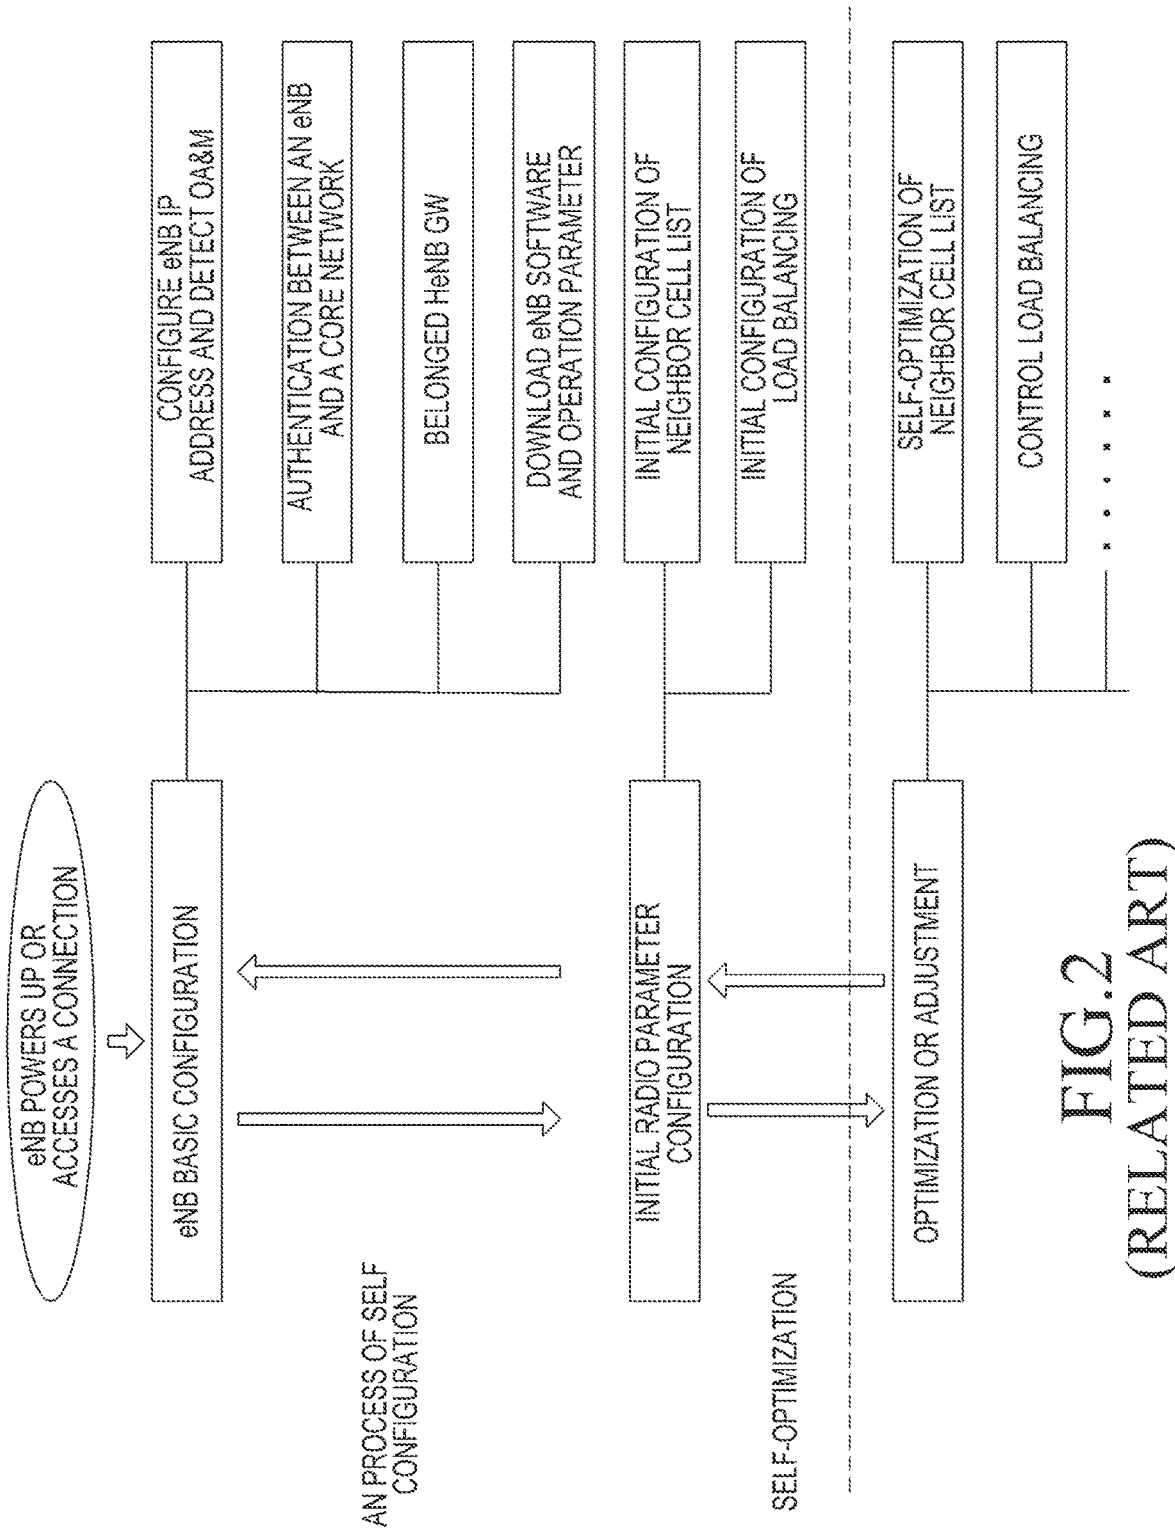 eNB POWERS UP OR
ACCESSES A CONNECTION
eNB BASIC CONFIGURATION
CONFIGURE eNB IP
ADDRESS AND DETECT OA&M
AUTHENTICATION BETWEEN AN eNB
AND A CORE NETWORK
BELONGED HeNB GW
DOWNLOAD eNB SOFTWARE
AND OPERATION PARAMETER
AN PROCESS OF SELF
CONFIGURATION
INITIAL RADIO PARAMETER
CONFIGURATION
INITIAL CONFIGURATION OF
NEIGHBOR CELL LIST
INITIAL CONFIGURATION OF
LOAD BALANCING
SELF-OPTIMIZATION
OPTIMIZATION OR ADJUSTMENT
SELF-OPTIMIZATION OF
NEIGHBOR CELL LIST
CONTROL LOAD BALANCING
FIG.2
(RELATED ART)